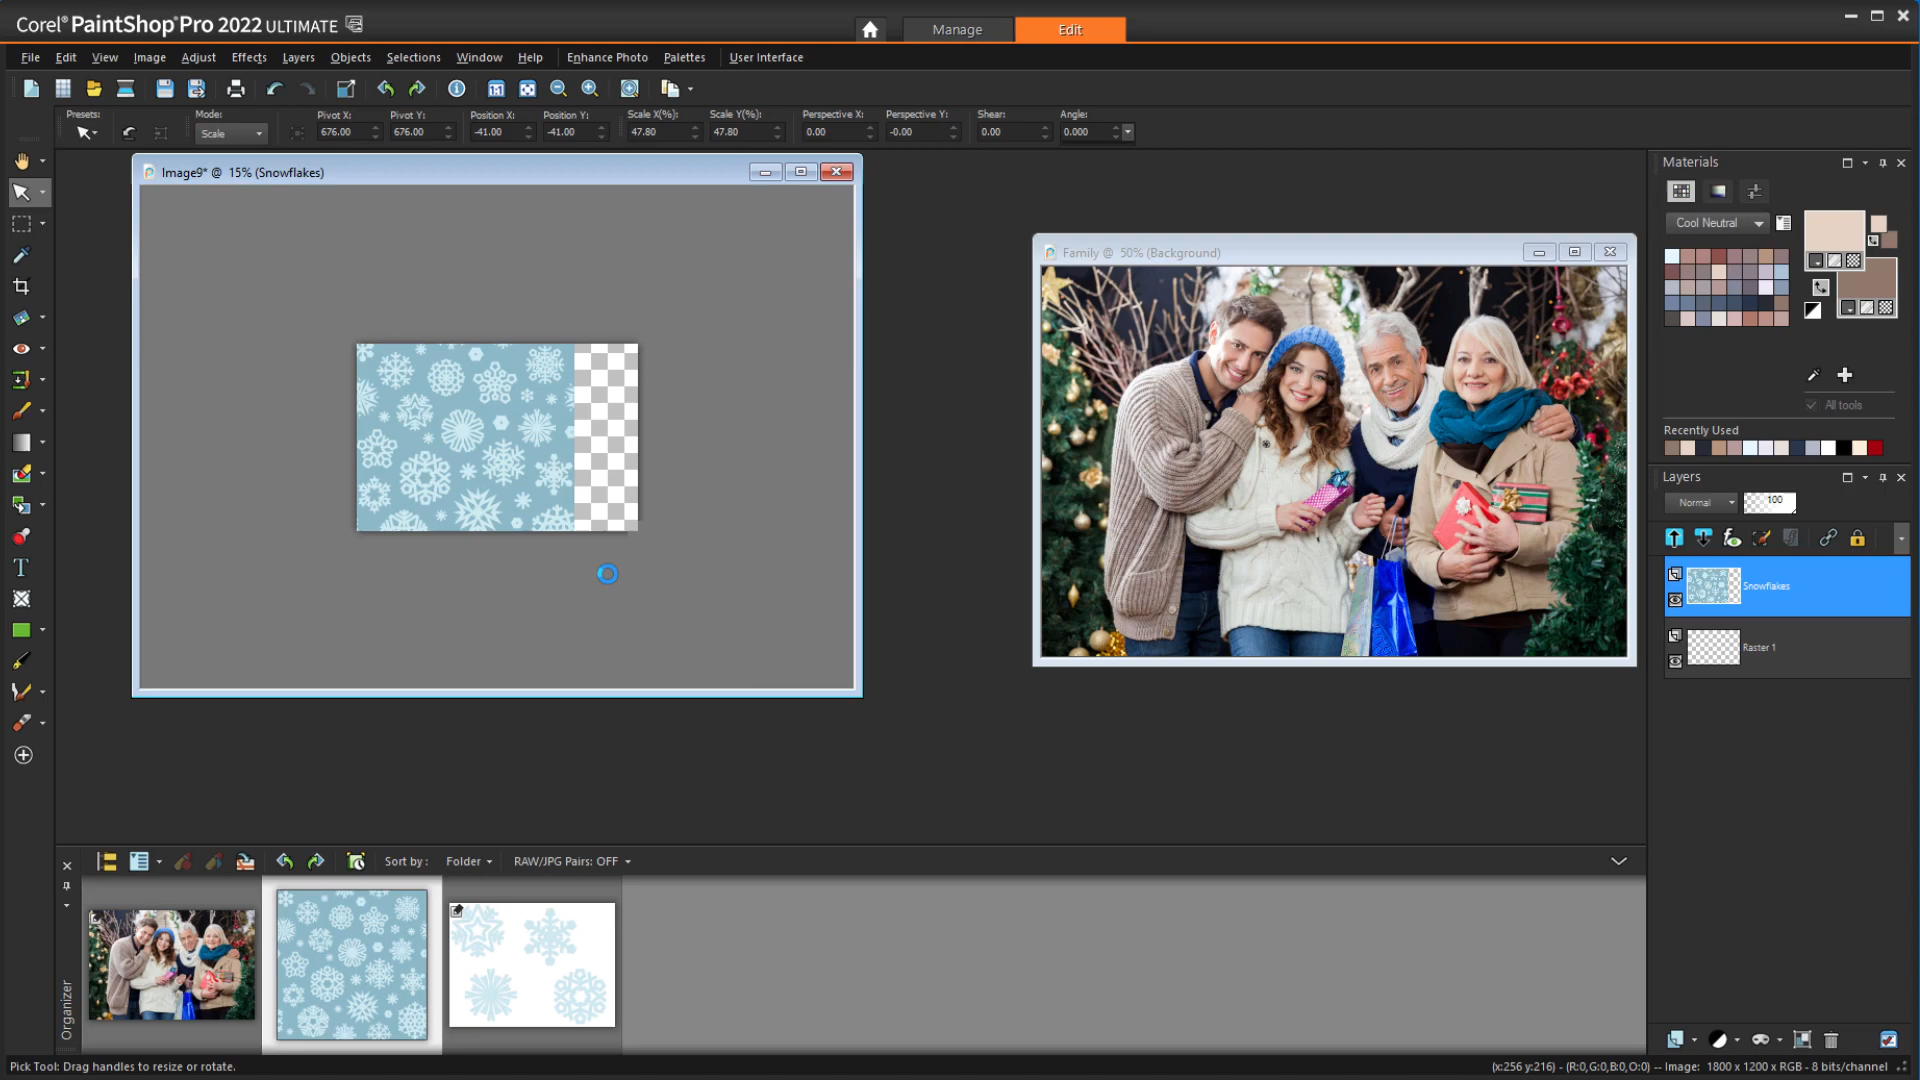 Corel® PaintShop® Pro 2022 ULTIMATE
Manage
Edit
File Edit View Image Adjust Effects Layers Objects Selections Window Help Enhance Photo Palettes User Interface
Presets:
Mode:
Scale
Pivot X:
676.00
Pivot Y:
676.00
Position X:
-41.00
Position Y:
-41.00
Scale X(%):
47.80
Scale Y(%):
47.80
Perspective X:
0.00
Perspective Y:
-0.00
Shear:
0.00
Angle:
0.000
Image9* @ 15% (Snowflakes)
Family @ 50% (Background)
Materials
Cool Neutral
All tools
Recently Used
Layers
Normal
100
Snowflakes
Raster 1
Sort by :
Folder
RAW/JPG Pairs: OFF
Organizer
Pick Tool: Drag handles to resize or rotate.
(x:256 y:216) - (R:0,G:0,B:0,O:0) -- Image: 1800 x 1200 x RGB - 8 bits/channel